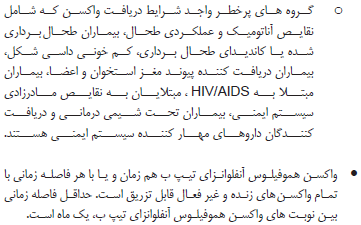 ○ گروه های پرخطر واجد شرایط دریافت واکسن که شامل
نقایص آناتومیک و عملکردی طحال، بیماران طحال برداری
شده یا کاندیدای طحال برداری، کم خونی داسی شکل،
بیماران دریافت کننده پیوند مغز استخوان و اعضا، بیماران
مبتلا به HIV/AIDS ، مبتلایان به نقایص مادرزادی
سیستم ایمنی، بیماران تحت شیمی درمانی و دریافت
کنندگان داروهای مهار کننده سیستم ایمنی هستند.
• واکسن هموفیلوس آنفلوانزای تیپ ب هم زمان و یا با هر فاصله زمانی با
تمام واکسن های زنده و غیر فعال قابل تزریق است. حداقل فاصله زمانی
بین نوبت های واکسن هموفیلوس آنفلوانزای تیپ ب، یک ماه است.